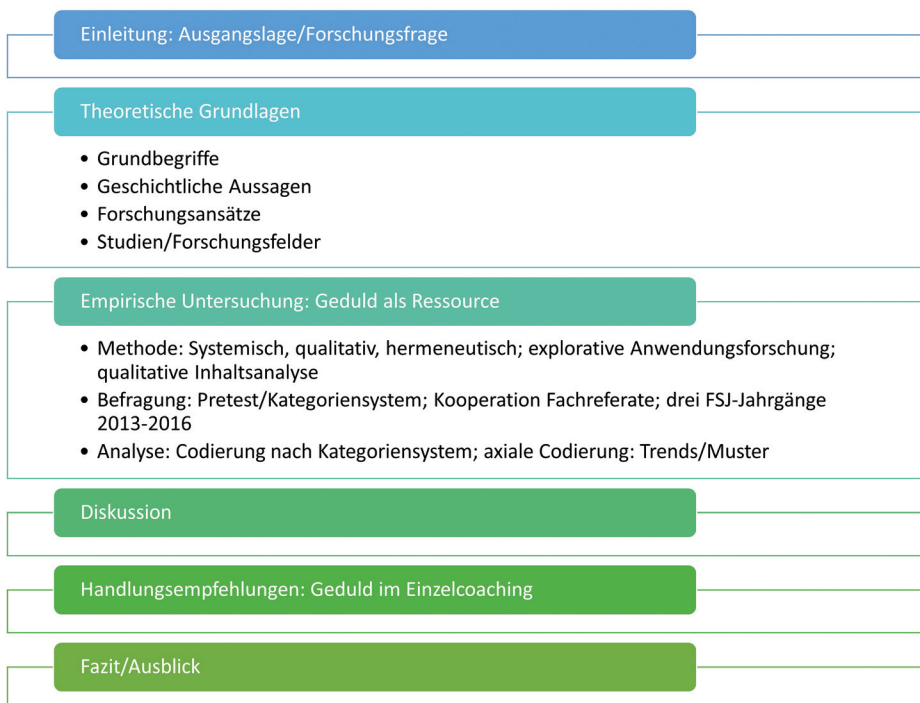 Einleitung: Ausgangslage/Forschungsfrage
Theoretische Grundlagen
• Grundbegriffe
• Geschichtliche Aussagen
• Forschungsansätze
• Studien/Forschungsfelder
Empirische Untersuchung: Geduld als Ressource
• Methode: Systemisch, qualitativ, hermeneutisch; explorative Anwendungsforschung;
qualitative Inhaltsanalyse
• Befragung: Pretest/Kategoriensystem; Kooperation Fachreferate; drei FSJ-Jahrgänge
2013-2016
• Analyse: Codierung nach Kategoriensystem; axiale Codierung: Trends/Muster
Diskussion
Handlungsempfehlungen: Geduld im Einzelcoaching
Fazit/Ausblick